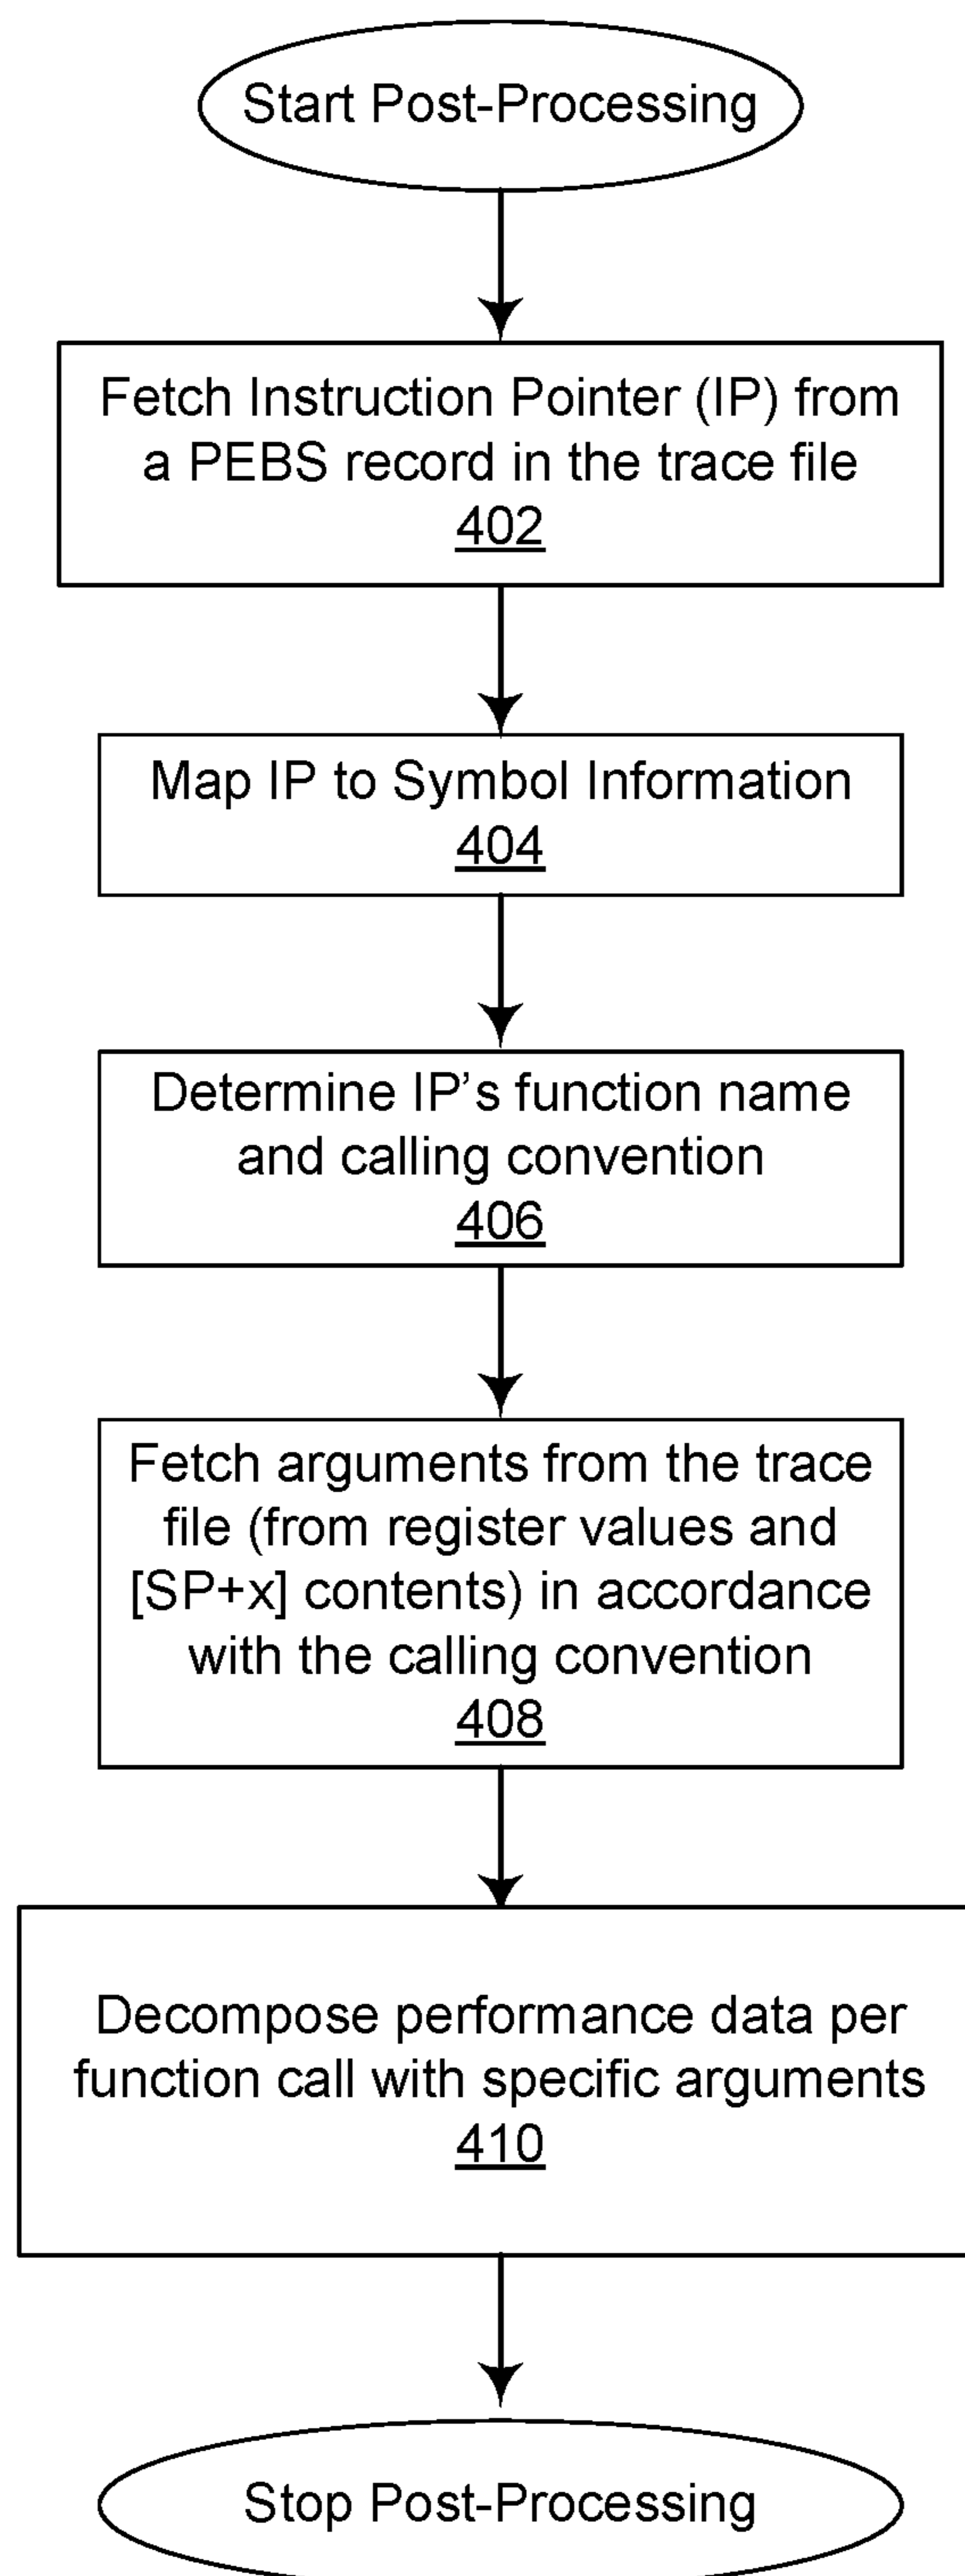 Start Post-Processing
Fetch Instruction Pointer (IP) from
a PEBS record in the trace file
402
Map IP to Symbol Information
404
Determine IP’s function name
and calling convention
406
Fetch arguments from the trace
file (from register values and
[SP+x] contents) in accordance
with the calling convention
408
Decompose performance data per
function call with specific arguments
410
Stop Post-Processing